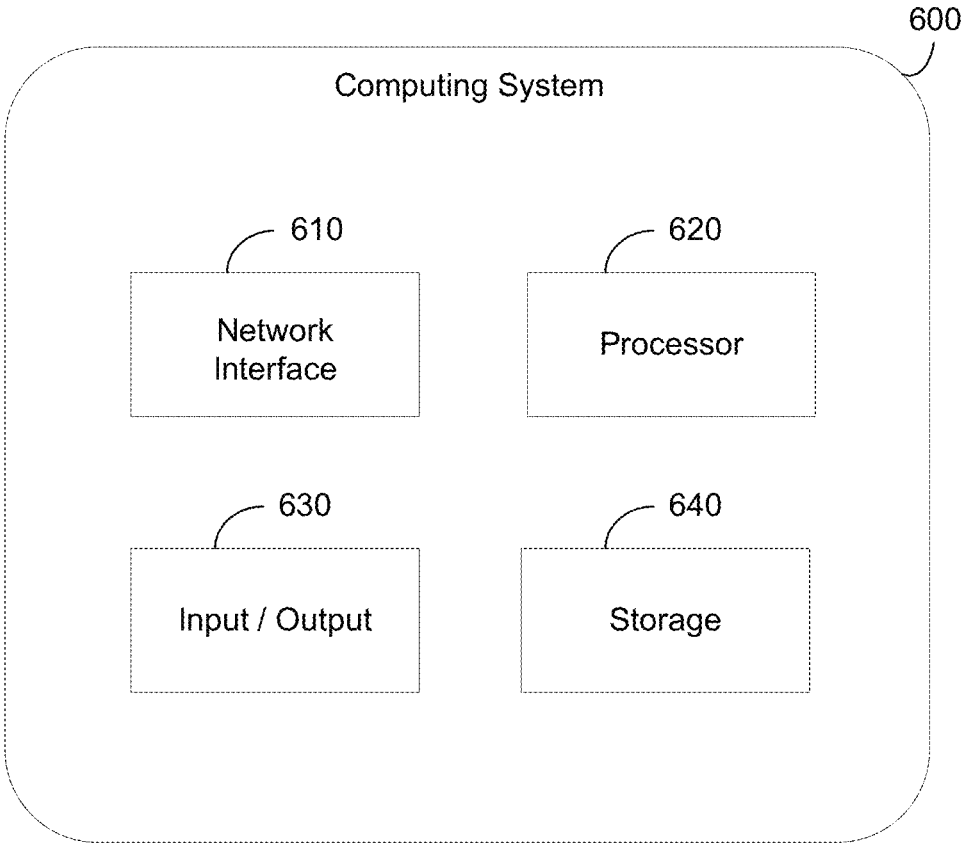 600
Computing System
610
620
Network
Interface
Processor
630
640
Input / Output
Storage